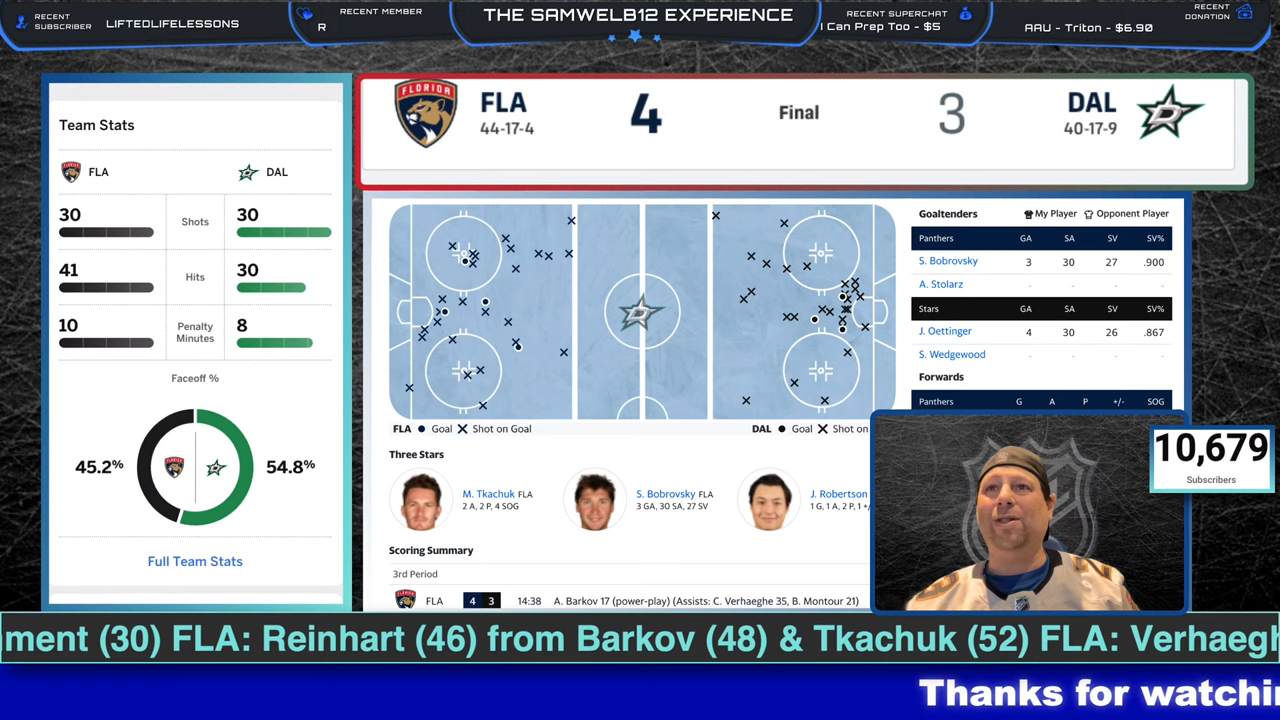 RECENT
SUBSCRIBER
LIFTEDLIFELESSONS
RECENT MEMBER
R
THE SAMWELB12 EXPERIENCE
RECENT SUPERCHAT
I Can Prep Too - $5
RECENT
DONATION
AAU - Triton - $6.90
Team Stats
FLA
DAL
30
Shots
30
41
Hits
30
10
Penalty
Minutes
8
Faceoff %
45.2%
54.8%
Full Team Stats
FLORIDA
FLA
44-17-4
4
Final
3
DAL
40-17-9
FLA Goal Shot on Goal
DAL Goal Shot on
Three Stars
M. Tkachuk FLA
2 A, 2 P, 4 SOG
S. Bobrovsky FLA
3 GA, 30 SA, 27 SV
J. Robertson
1 G, 1 A, 2 P, 1 +/
Scoring Summary
3rd Period
FLA 4 3 14:38 A. Barkov 17 (power-play) (Assists: C. Verhaeghe 35, B. Montour 21)
Goaltenders My Player Opponent Player
Panthers GA SA SV SV%
S. Bobrovsky 3 30 27 .900
A. Stolarz - - - -
Stars GA SA SV SV%
J. Oettinger 4 30 26 .867
S. Wedgewood - - - -
Forwards
Panthers G A P +/- SOG
10,679
Subscribers
ment (30) FLA: Reinhart (46) from Barkov (48) & Tkachuk (52) FLA: Verhaegh
Thanks for watchin